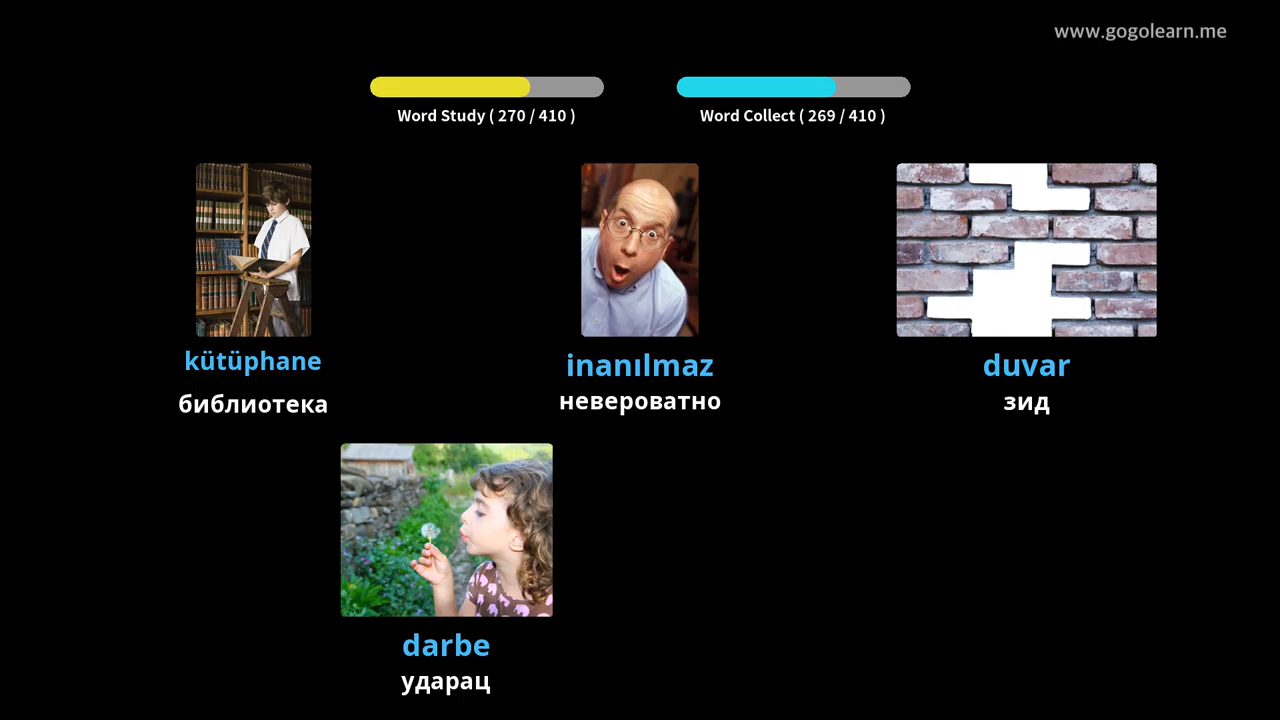 www.gogolearn.me
Word Study ( 270 / 410 )
Word Collect ( 269 / 410 )
kütüphane
библиотека
inanılmaz
невероватно
duvar
зид
darbe
ударац